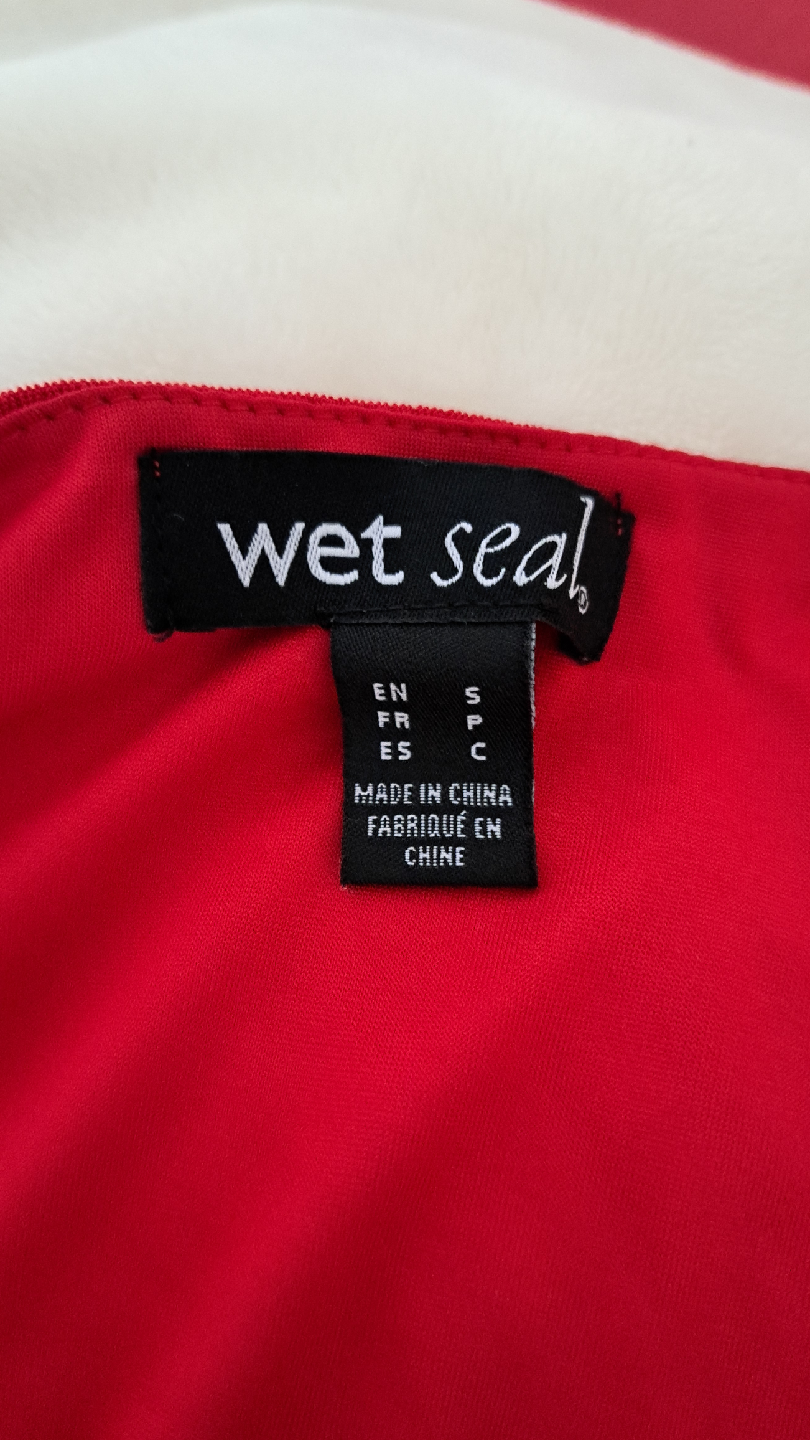 wet seal®
EN S
FR P
ES C
MADE IN CHINA
FABRIQUÉ EN
CHINE